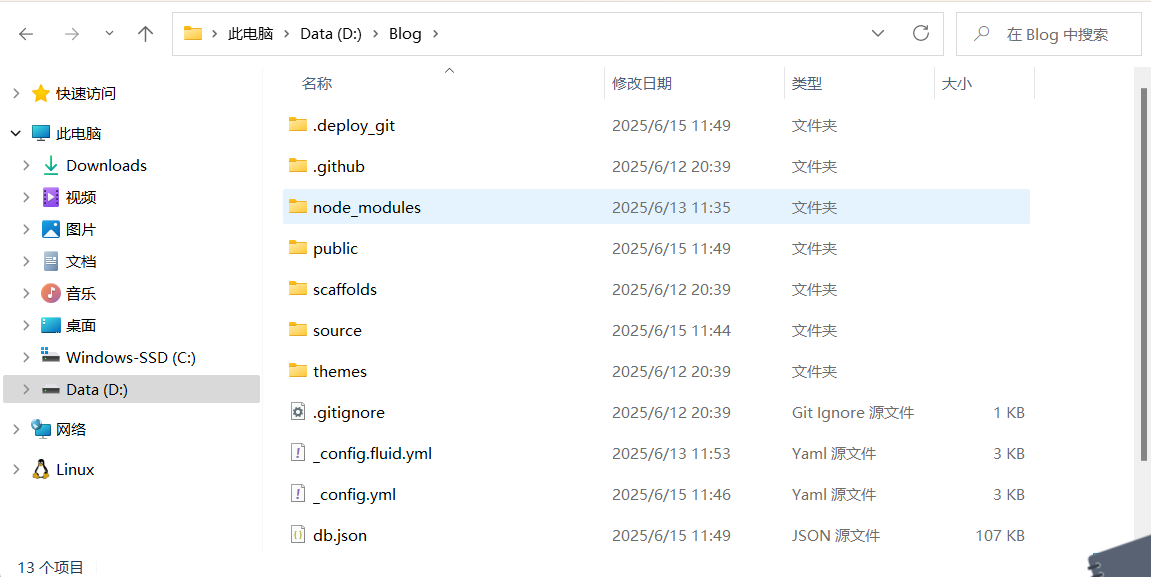 此电脑 > Data (D:) > Blog >
在 Blog 中搜索
快速访问
此电脑
Downloads
视频
图片
文档
音乐
桌面
Windows-SSD (C:)
Data (D:)
网络
Linux
名称 修改日期 类型 大小
.deploy_git 2025/6/15 11:49 文件夹
.github 2025/6/12 20:39 文件夹
node_modules 2025/6/13 11:35 文件夹
public 2025/6/15 11:49 文件夹
scaffolds 2025/6/12 20:39 文件夹
source 2025/6/15 11:44 文件夹
themes 2025/6/12 20:39 文件夹
.gitignore 2025/6/12 20:39 Git Ignore 源文件 1 KB
_config.fluid.yml 2025/6/13 11:53 Yaml 源文件 3 KB
_config.yml 2025/6/15 11:46 Yaml 源文件 3 KB
db.json 2025/6/15 11:49 JSON 源文件 107 KB
13 个项目